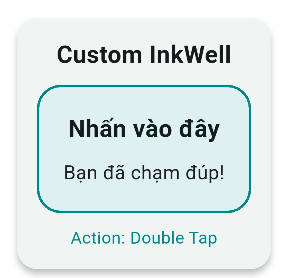 Custom InkWell
Nhấn vào đây
Bạn đã chạm đúp!
Action: Double Tap